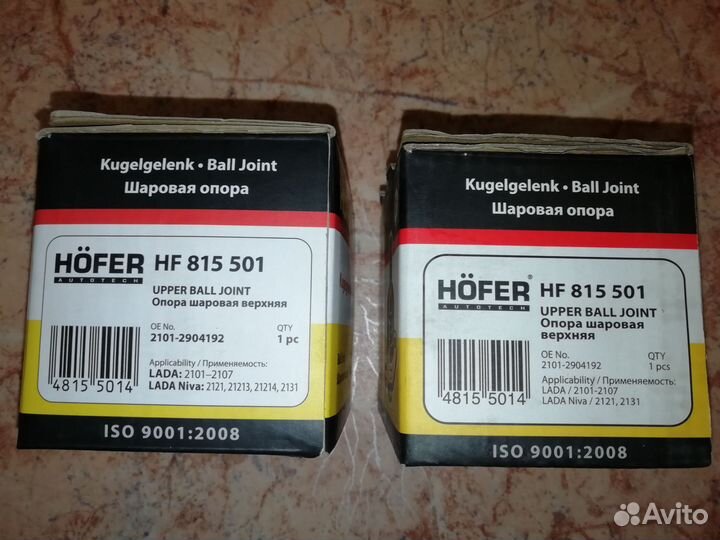 Kugelgelenk • Ball Joint
Шаровая опора
HÖFER
AUTOTECH
HF 815 501
UPPER BALL JOINT
Опора шаровая верхняя
OE No.
QTY
2101-2904192
1 pc
Applicability / Применяемость:
LADA: 2101–2107
LADA Niva: 2121, 21213, 21214, 2131
4815 5014
ISO 9001:2008
Kugelgelenk • Ball Joint
Шаровая опора
HÖFER®
AUTOTECH
HF 815 501
UPPER BALL JOINT
Опора шаровая
верхняя
OE No.
QTY
2101-2904192
1 pcs
Applicability / Применяемость:
LADA / 2101-2107
LADA Niva / 2121, 2131
4815 5014
ISO 9001:2008
Avito